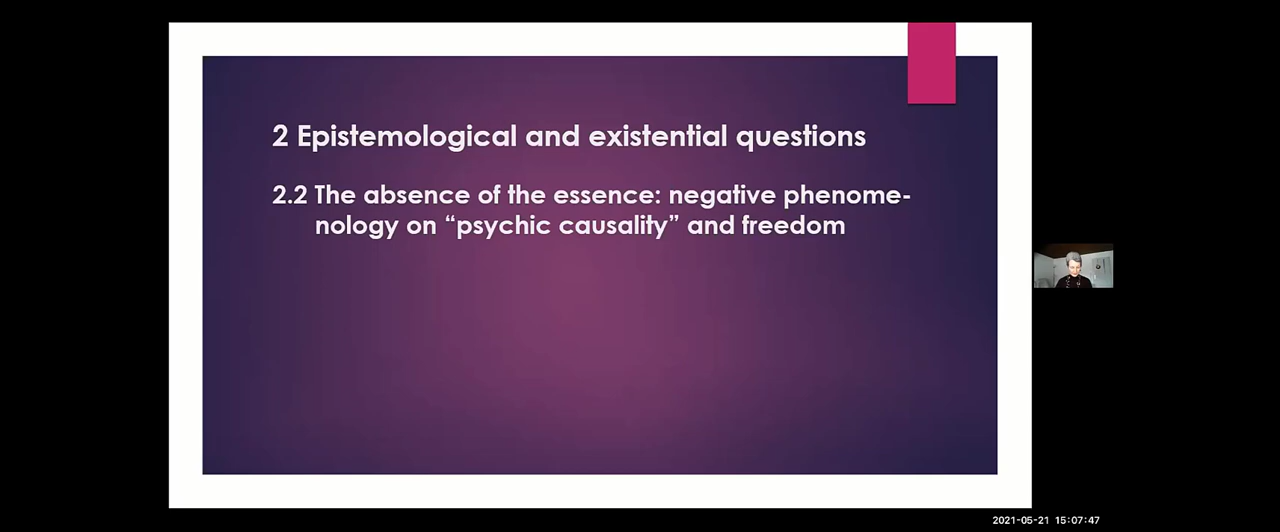 2 Epistemological and existential questions
2.2 The absence of the essence: negative phenome-
nology on “psychic causality” and freedom
2021-05-21 15:07:47